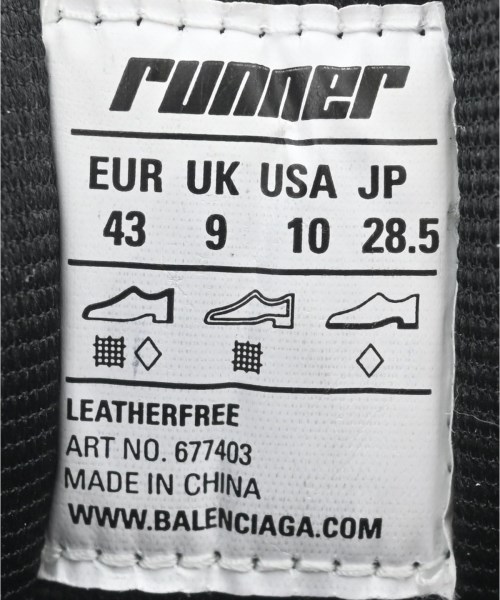 runner
EUR UK USA JP
43 9 10 28.5
LEATHERFREE
ART NO. 677403
MADE IN CHINA
WWW.BALENCIAGA.COM